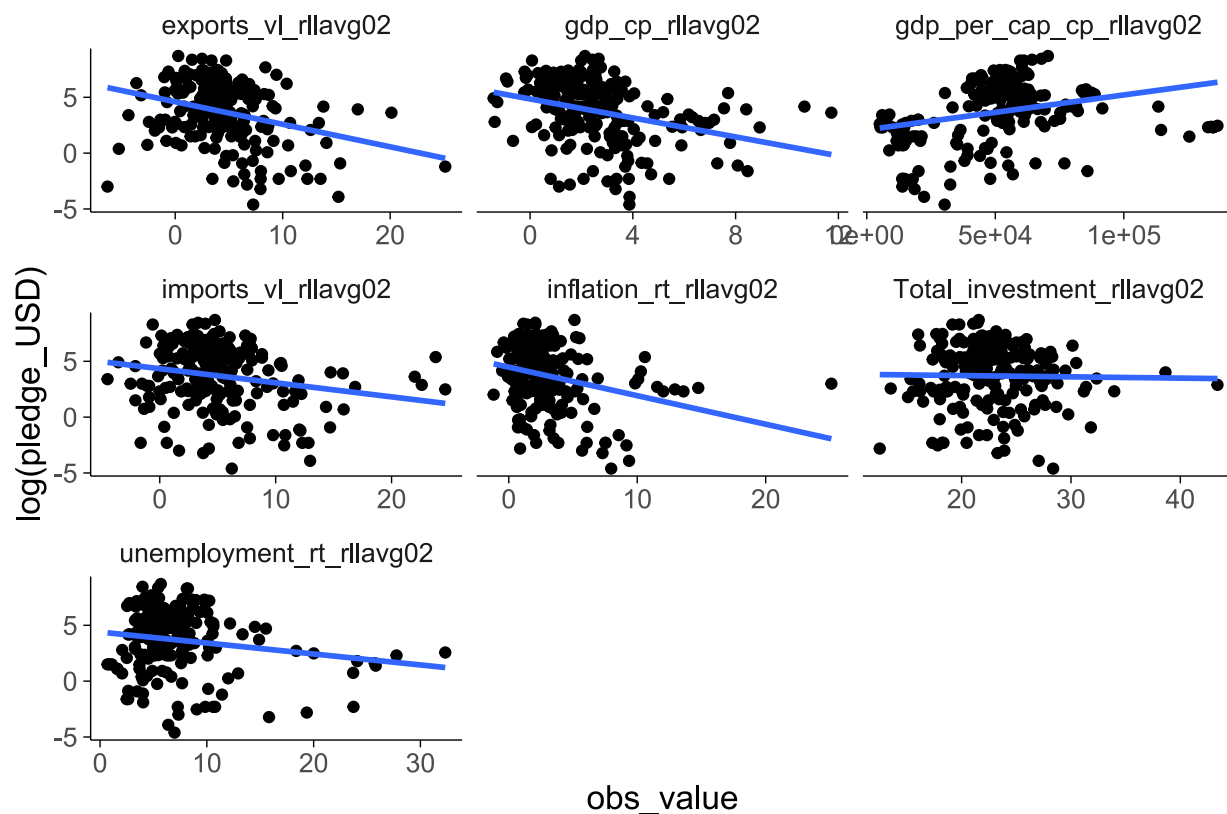 exports_vl_rllavg02
gdp_cp_rllavg02
gdp_per_cap_cp_rllavg02
5
0
-5
0
10
20
0
4
8
12
0e+00
5e+04
1e+05
imports_vl_rllavg02
inflation_rt_rllavg02
Total_investment_rllavg02
5
0
-5
0
10
20
0
10
20
20
30
40
unemployment_rt_rllavg02
5
0
-5
0
10
20
30
log(pledge_USD)
obs_value